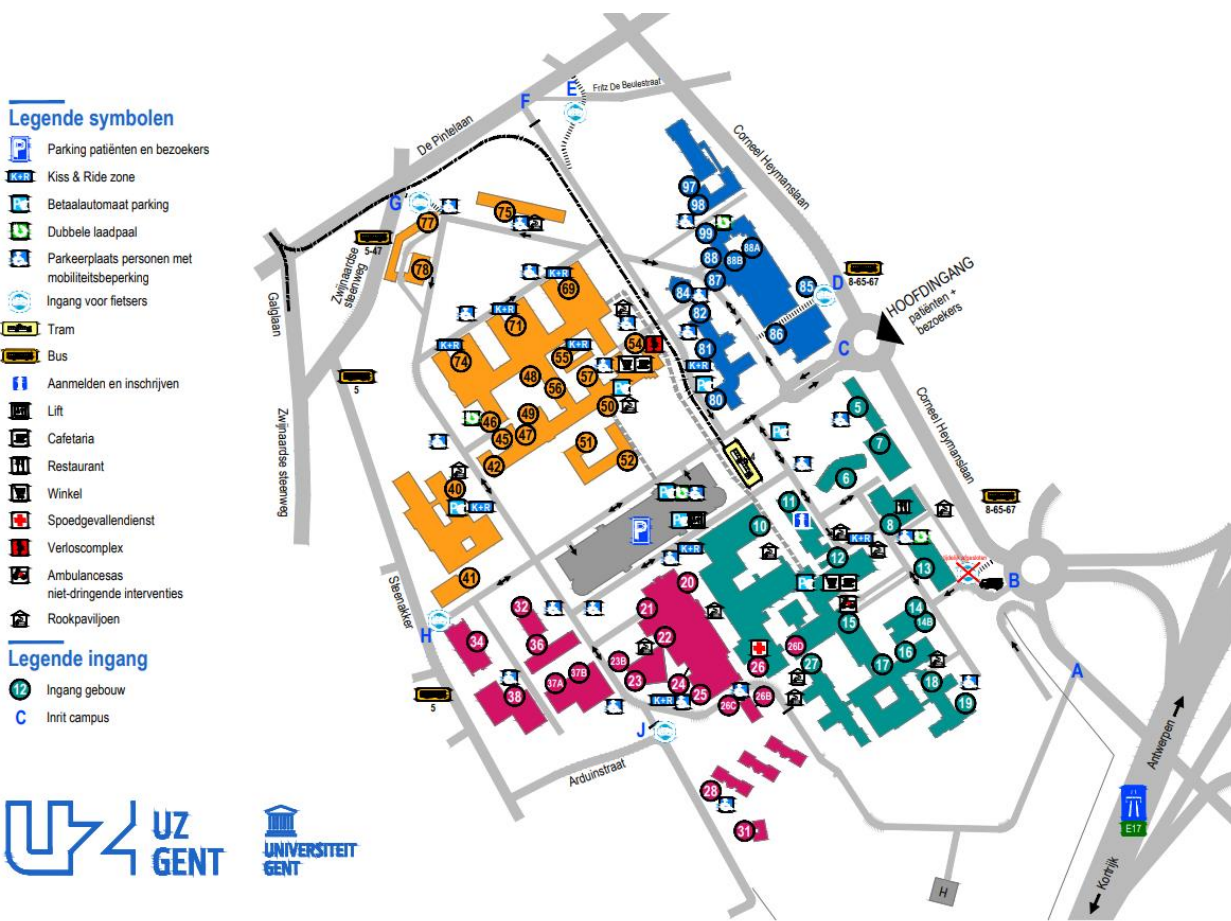 Legende symbolen
Parking patiënten en bezoekers
K+R Kiss & Ride zone
Betaalautomaat parking
Dubbele laadpaal
Parkeerplaats personen met
mobiliteitsbeperking
Ingang voor fietsers
Tram
Bus
Aanmelden en inschrijven
Lift
Cafetaria
Restaurant
Winkel
Spoedgevallendienst
Verloscomplex
Ambulancesas
niet-dringende interventies
Rookpaviljoen
Legende ingang
12 Ingang gebouw
C Inrit campus
UZ
GENT
UNIVERSITEIT
GENT
E
F
Fritz De Beulestraat
De Pintelaan
Corneel Heymanslaan
G
77
75
5-47
78
Zwijnaardse
steenweg
Galglaan
97
98
99
88
88A
88B
87
84
82
81
80
85
86
D
8-65-67
HOOFDINGANG
patiënten +
bezoekers
C
69
K+R
71
K+R
74
K+R
54
55
K+R
48
56
57
50
49
46
45
47
42
51
52
40
K+R
41
5
Zwijnaardse steenweg
K+R
5
7
6
8
Corneel Heymanslaan
8-65-67
P
10
11
12
K+R
13
B
K+R
20
21
22
23B
23
24
25
K+R
26
26B
26C
26D
27
14
14B
15
16
17
18
19
A
Steenakker
H
32
34
36
37A
37B
38
5
J
Arduinstraat
28
31
H
Antwerpen
E17
Kortrijk